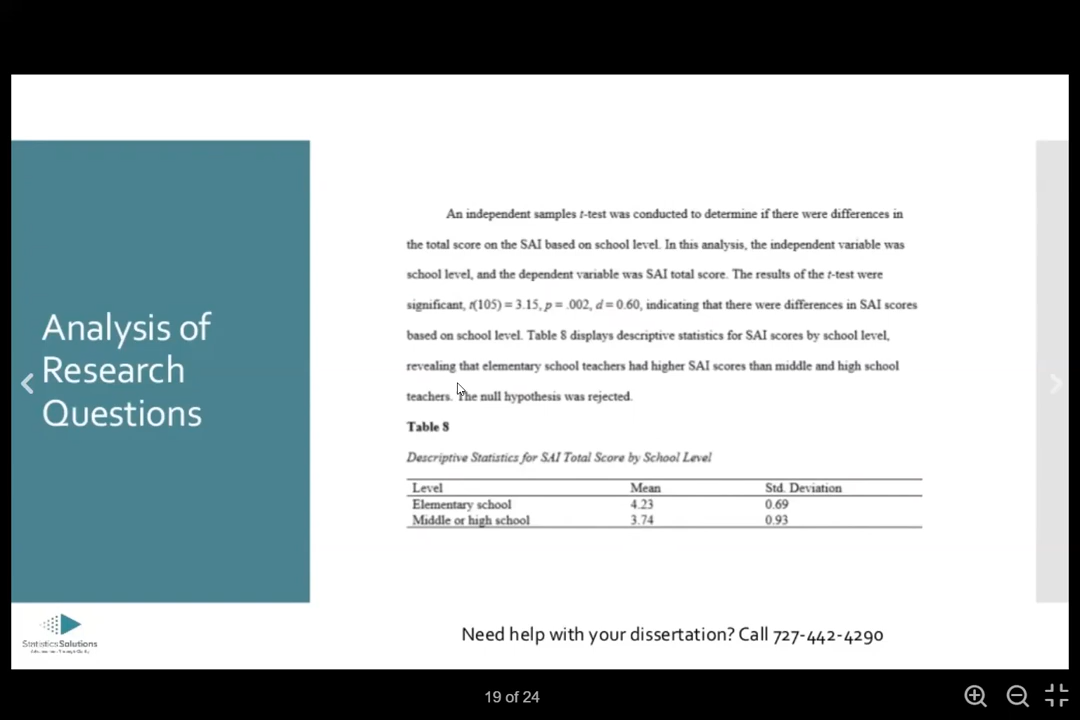 Analysis of
Research
Questions
An independent samples t-test was conducted to determine if there were differences in
the total score on the SAI based on school level. In this analysis, the independent variable was
school level, and the dependent variable was SAI total score. The results of the t-test were
significant, t(105) = 3.15, p = .002, d = 0.60, indicating that there were differences in SAI scores
based on school level. Table 8 displays descriptive statistics for SAI scores by school level,
revealing that elementary school teachers had higher SAI scores than middle and high school
teachers. The null hypothesis was rejected.
Table 8
Descriptive Statistics for SAI Total Score by School Level
Level Mean Std. Deviation
Elementary school 4.23 0.69
Middle or high school 3.74 0.93
StatisticsSolutions
Need help with your dissertation? Call 727-442-4290
19 of 24